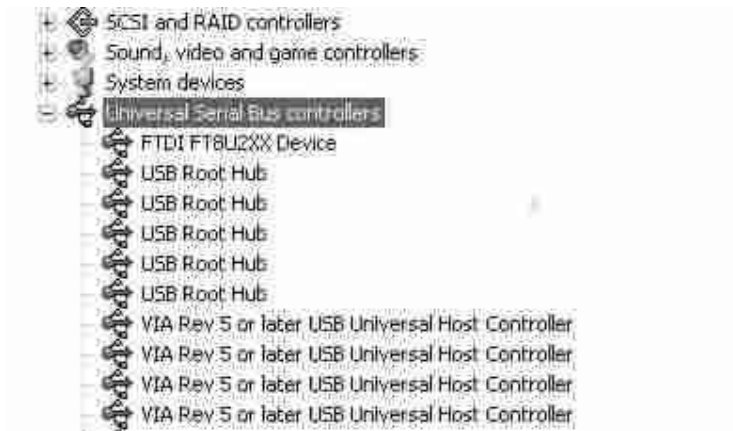 SCSI and RAID controllers
Sound, video and game controllers
System devices
Universal Serial Bus controllers
FTDI FT8U2XX Device
USB Root Hub
USB Root Hub
USB Root Hub
USB Root Hub
USB Root Hub
VIA Rev 5 or later USB Universal Host Controller
VIA Rev 5 or later USB Universal Host Controller
VIA Rev 5 or later USB Universal Host Controller
VIA Rev 5 or later USB Universal Host Controller